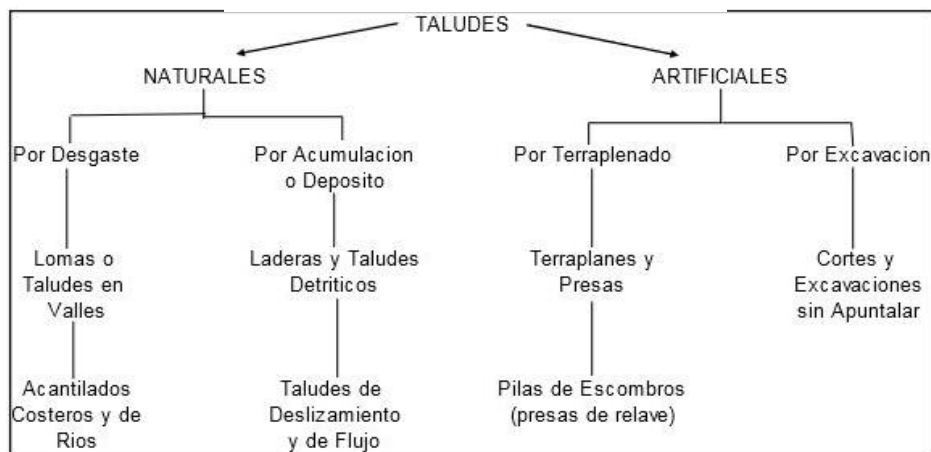 TALUDES
NATURALES
ARTIFICIALES
Por Desgaste
Por Acumulacion
o Deposito
Por Terraplenado
Por Excavacion
Lomas o
Taludes en
Valles
Laderas y Taludes
Detriticos
Terraplanes y
Presas
Cortes y
Excavaciones
sin Apuntalar
Acantilados
Costeros y de
Rios
Taludes de
Deslizamiento
y de Flujo
Pilas de Escombros
(presas de relave)